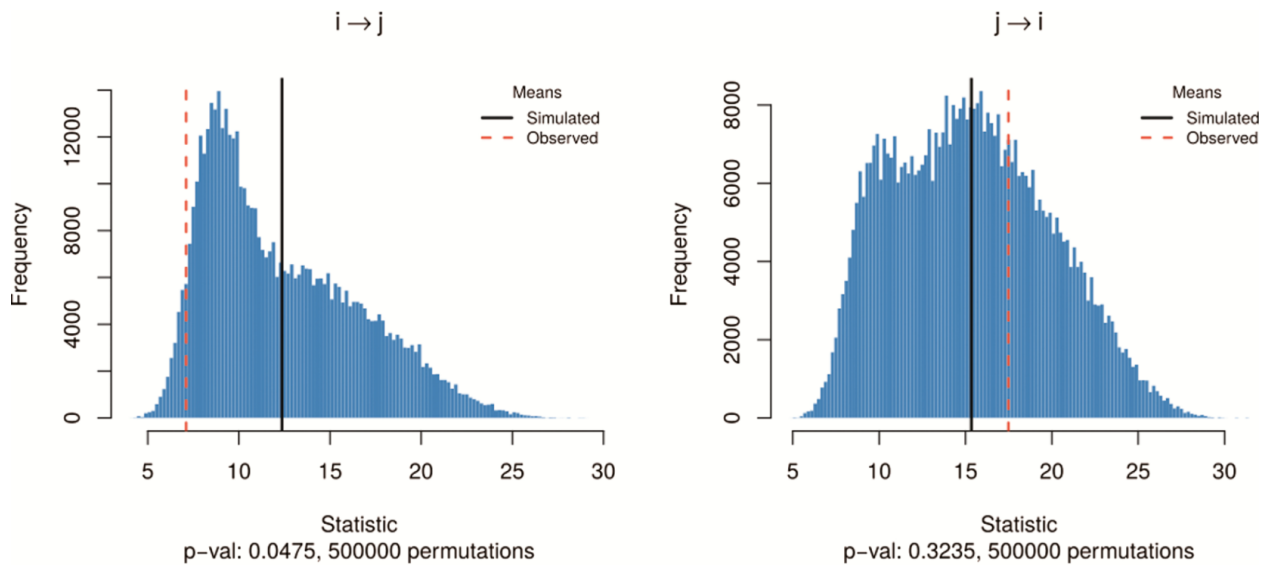 i → j
Means
Simulated
Observed
Frequency
0
4000
8000
12000
5 10 15 20 25 30
Statistic
p−val: 0.0475, 500000 permutations
j → i
Means
Simulated
Observed
Frequency
0
2000
4000
6000
8000
5 10 15 20 25 30
Statistic
p−val: 0.3235, 500000 permutations